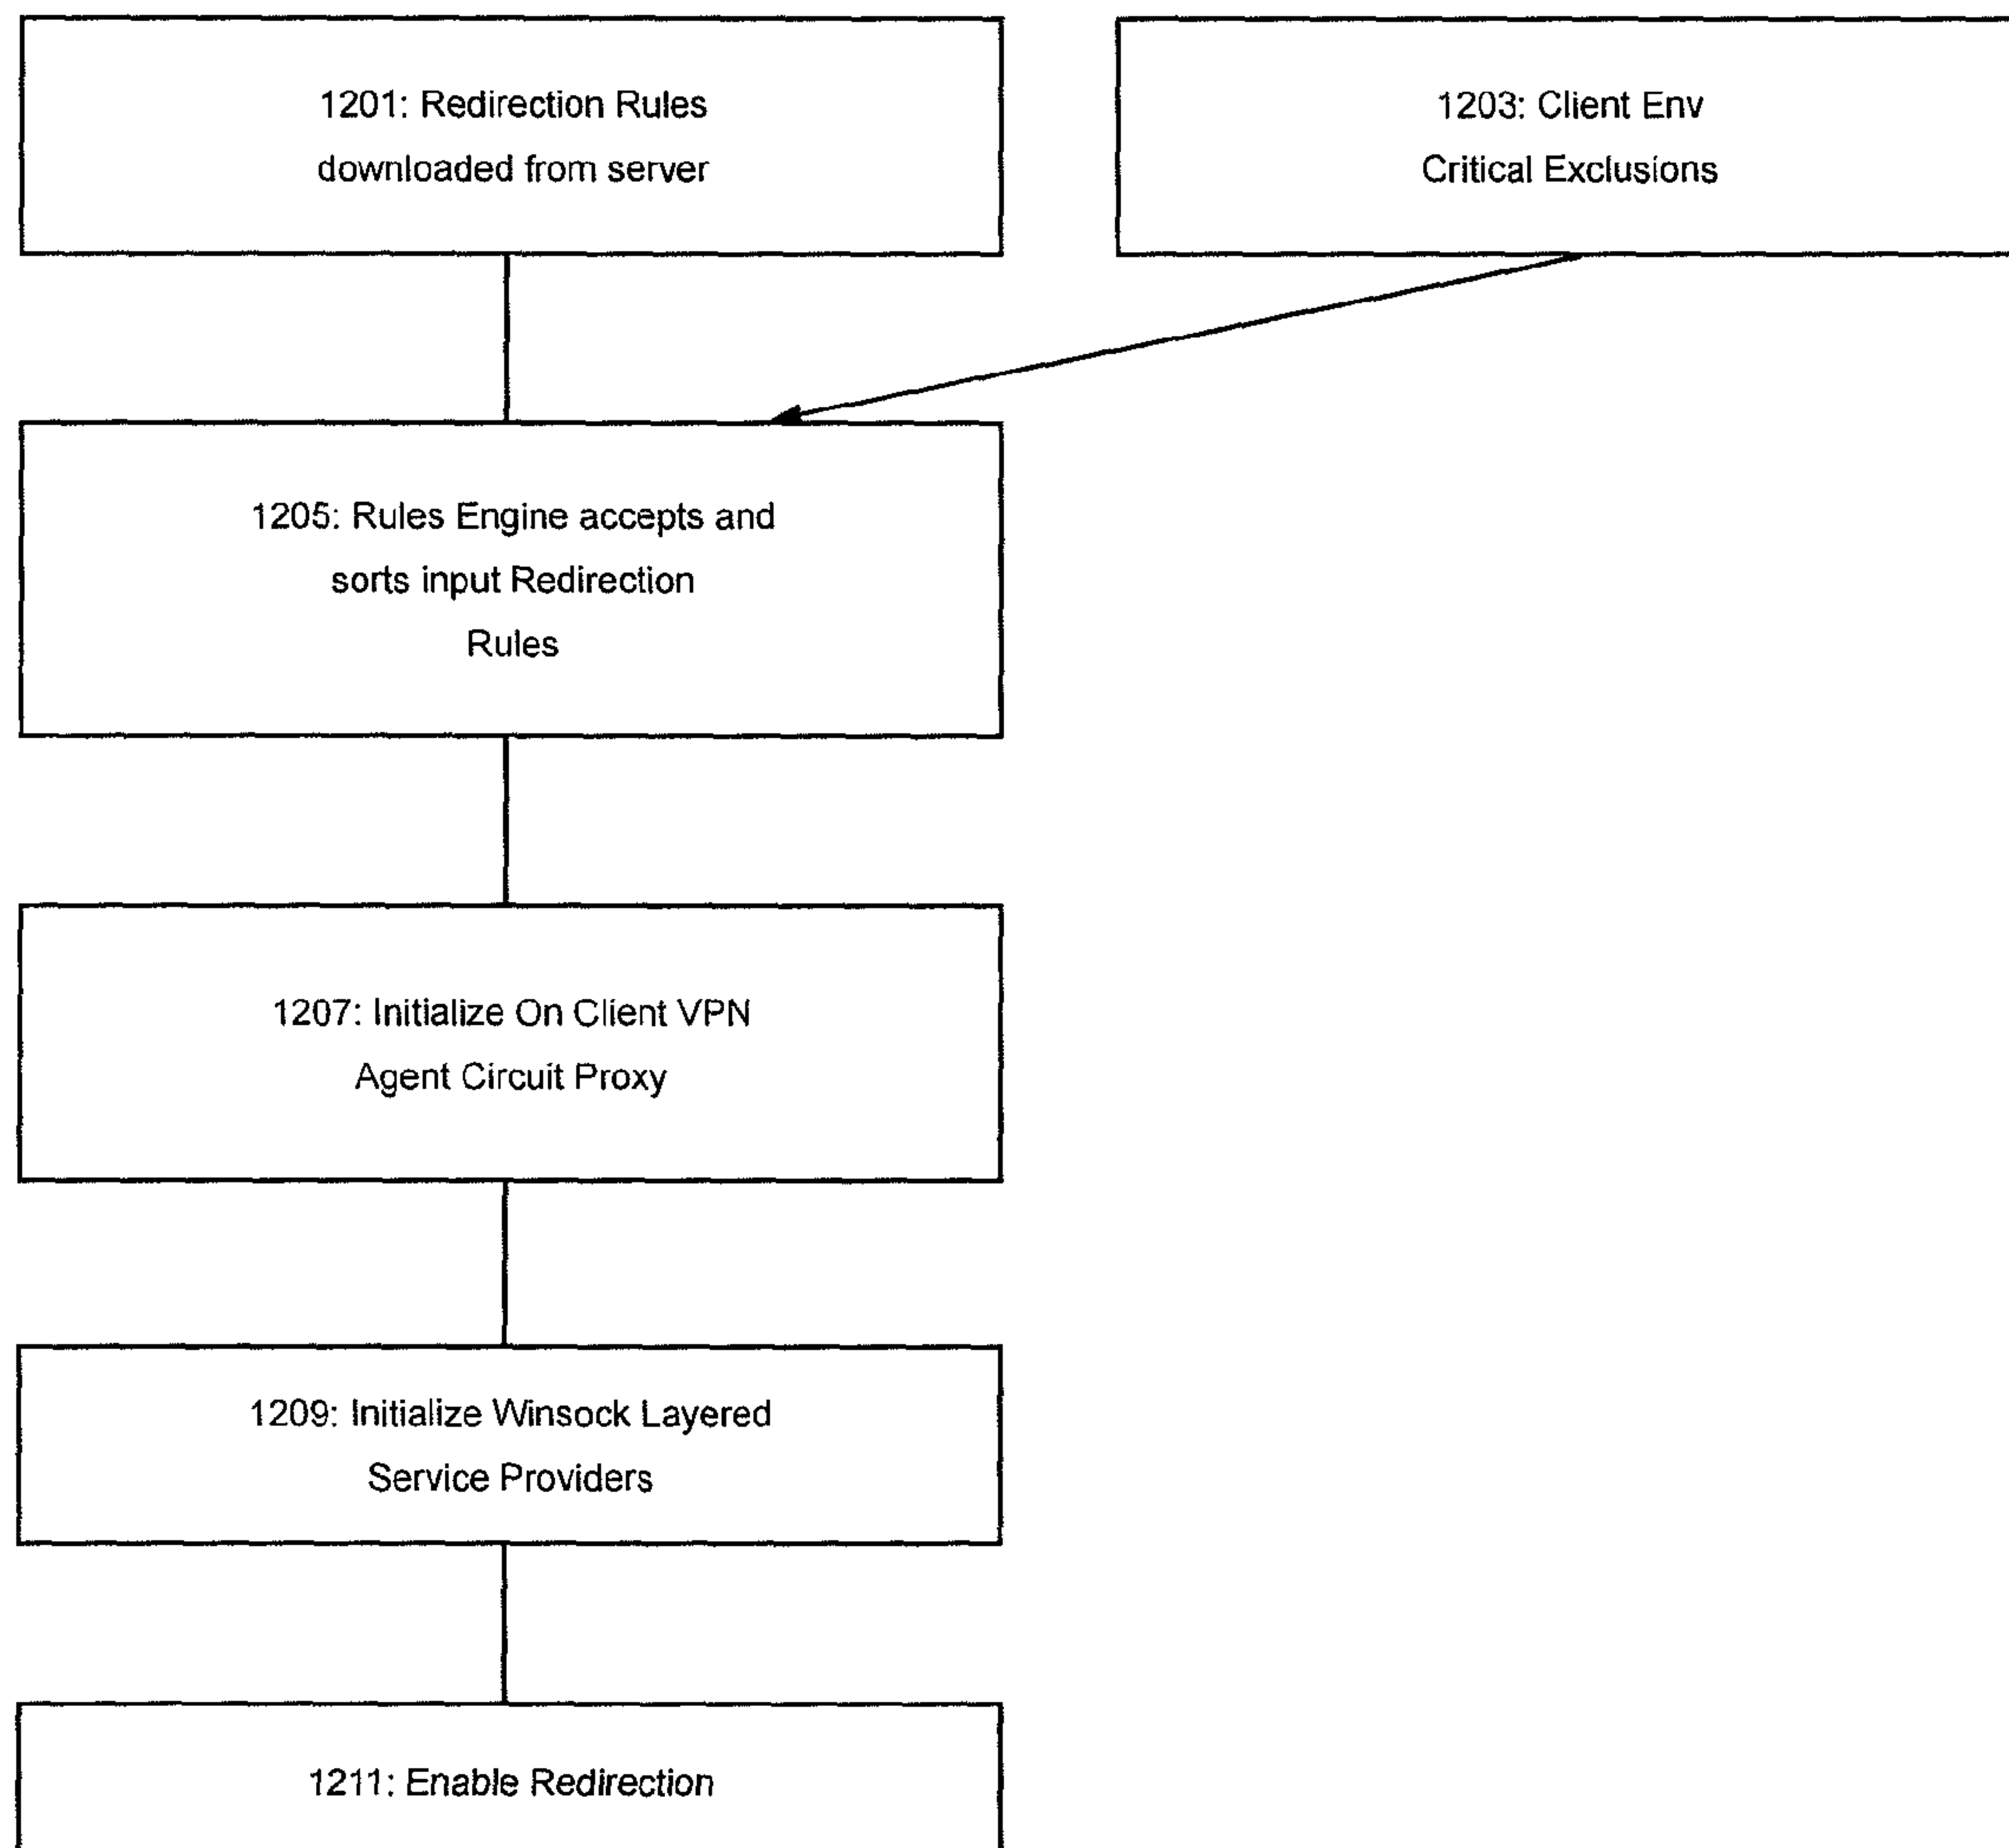 1201: Redirection Rules
downloaded from server
1203: Client Env
Critical Exclusions
1205: Rules Engine accepts and
sorts input Redirection
Rules
1207: Initialize On Client VPN
Agent Circuit Proxy
1209: Initialize Winsock Layered
Service Providers
1211: Enable Redirection